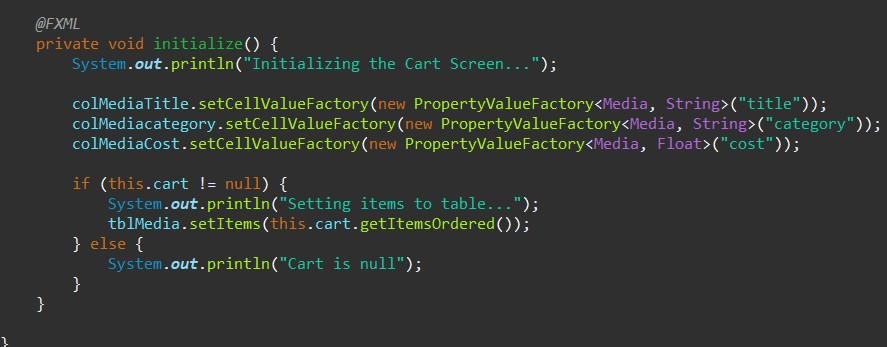 @FXML
private void initialize() {
System.out.println("Initializing the Cart Screen...");
colMediaTitle.setCellValueFactory(new PropertyValueFactory<Media, String>("title"));
colMediacategory.setCellValueFactory(new PropertyValueFactory<Media, String>("category"));
colMediaCost.setCellValueFactory(new PropertyValueFactory<Media, Float>("cost"));
if (this.cart != null) {
System.out.println("Setting items to table...");
tblMedia.setItems(this.cart.getItemsOrdered());
} else {
System.out.println("Cart is null");
}
}
}